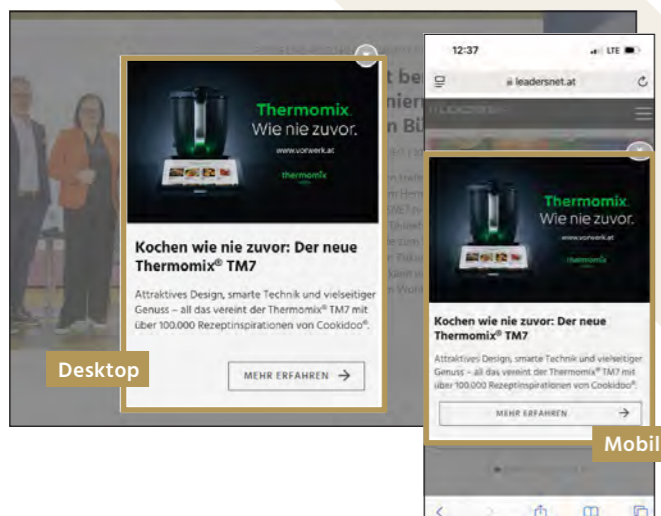 Thermomix.
Wie nie zuvor.
www.vorwerk.at
thermomix
Kochen wie nie zuvor: Der neue
Thermomix® TM7
Attraktives Design, smarte Technik und vielseitiger
Genuss – all das vereint der Thermomix® TM7 mit
über 100.000 Rezeptinspirationen von Cookidoo®.
MEHR ERFAHREN →
Desktop
12:37
LTE
leadersnet.at
Thermomix.
Wie nie zuvor.
www.vorwerk.at
thermomix
Kochen wie nie zuvor: Der neue
Thermomix® TM7
Attraktives Design, smarte Technik und vielseitiger
Genuss – all das vereint der Thermomix® TM7 mit
über 100.000 Rezeptinspirationen von Cookidoo®.
MEHR ERFAHREN →
Mobil